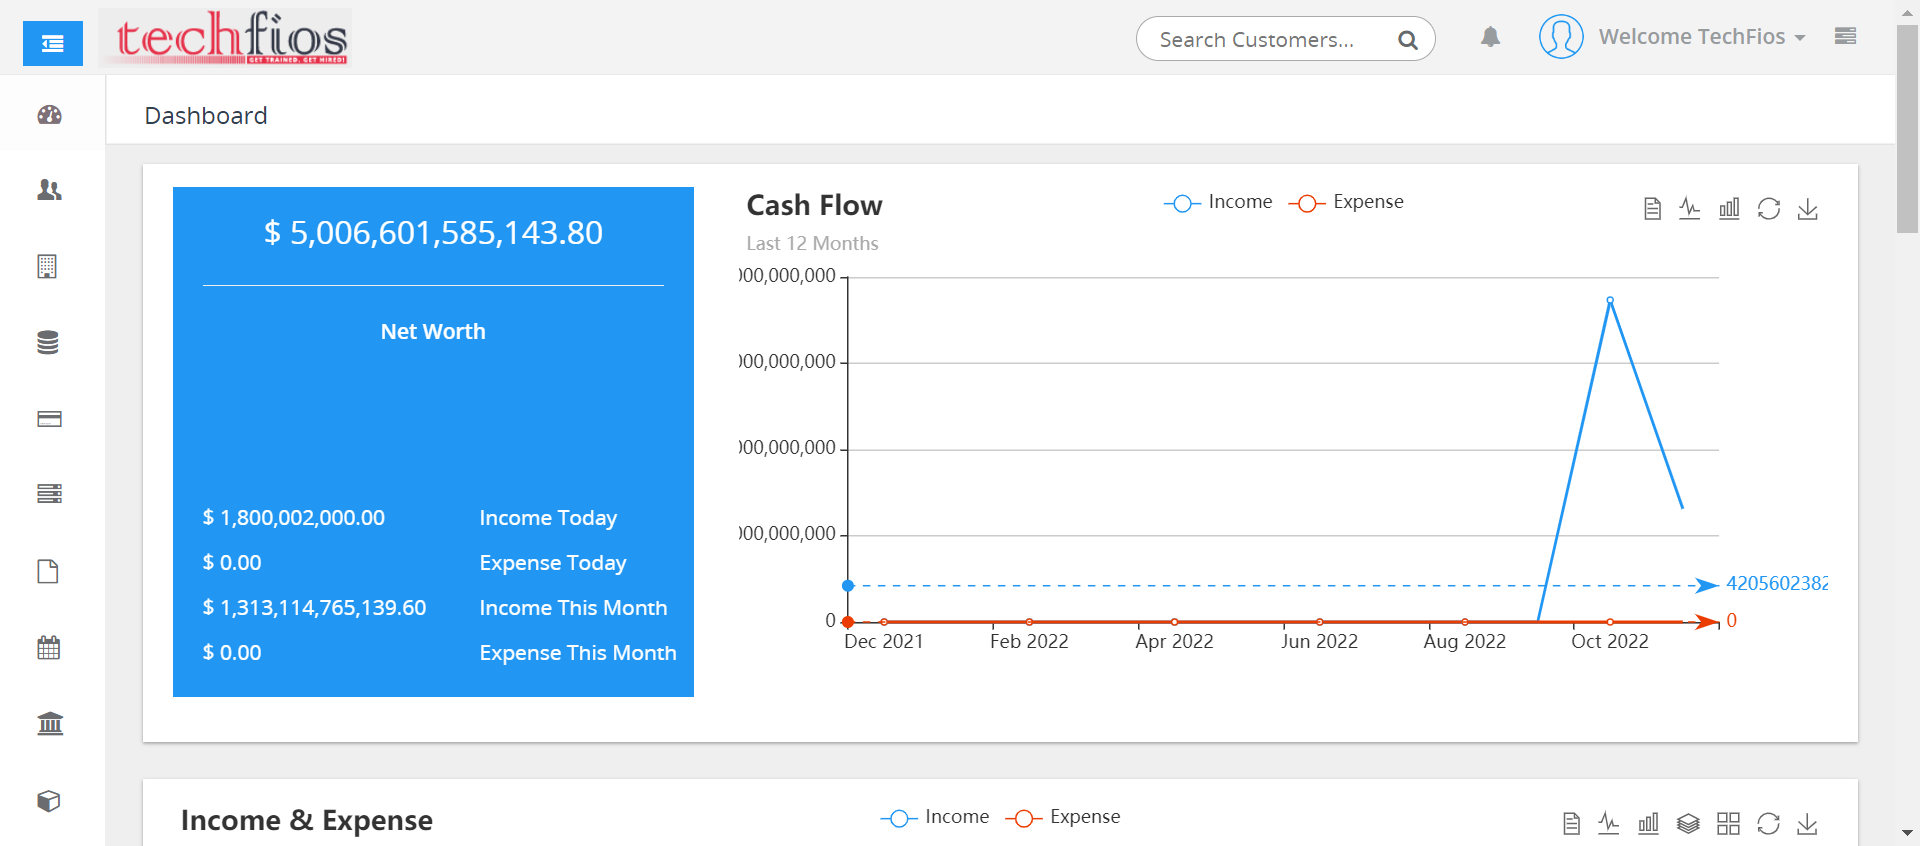 techfios
GET TRAINED. GET HIRED!
Search Customers...
Welcome TechFios
Dashboard
$ 5,006,601,585,143.80
Net Worth
$ 1,800,002,000.00 Income Today
$ 0.00 Expense Today
$ 1,313,114,765,139.60 Income This Month
$ 0.00 Expense This Month
Cash Flow
Last 12 Months
Income Expense
00,000,000
00,000,000
00,000,000
00,000,000
0
4205602382
0
Dec 2021 Feb 2022 Apr 2022 Jun 2022 Aug 2022 Oct 2022
Income & Expense
Income Expense